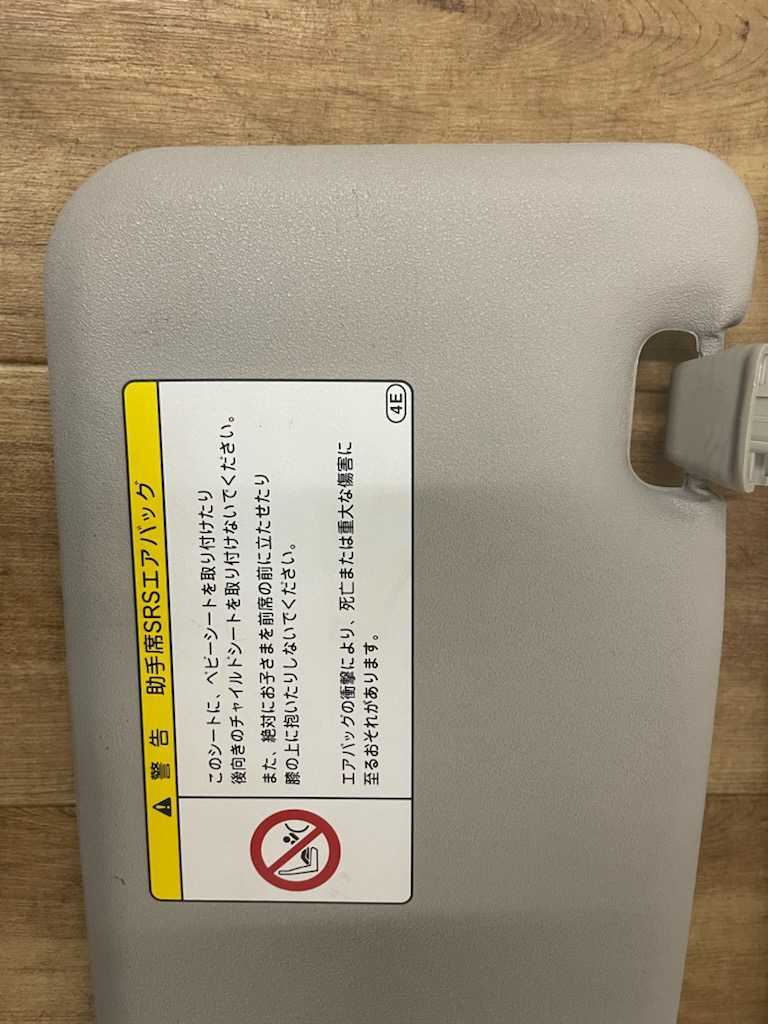 警告 助手席SRSエアバッグ
このシートに、ベビーシートを取り付けたり
後向きのチャイルドシートを取り付けないでください。
また、絶対にお子さまを前席の前に立たせたり
膝の上に抱いたりしないでください。
エアバッグの衝撃により、死亡または重大な傷害に
至るおそれがあります。
4E